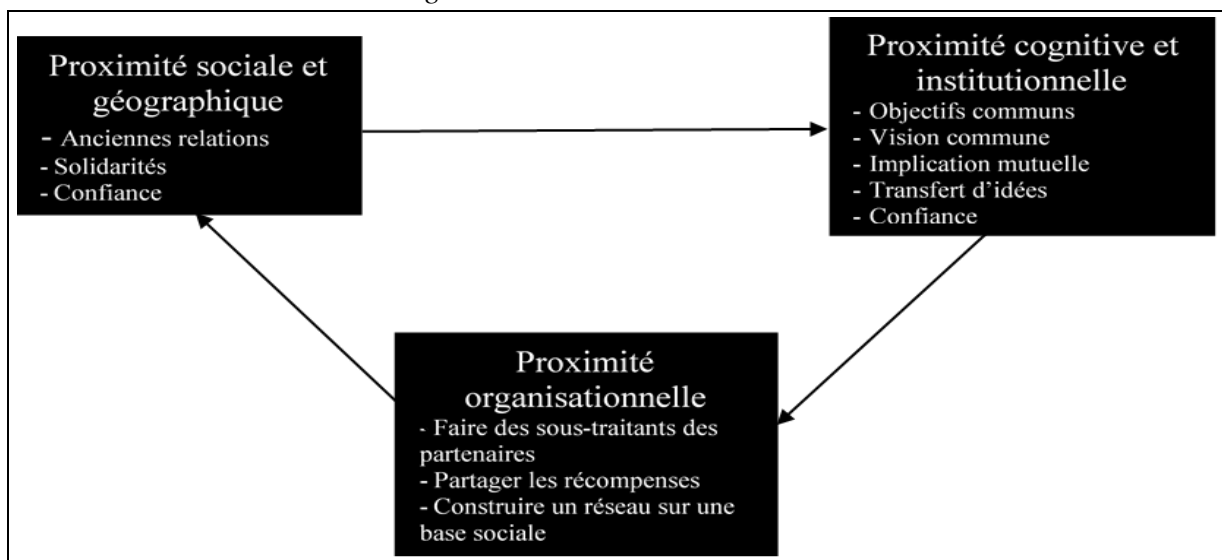 Proximité sociale et
géographique
- Anciennes relations
- Solidarités
- Confiance
Proximité cognitive et
institutionnelle
- Objectifs communs
- Vision commune
- Implication mutuelle
- Transfert d'idées
- Confiance
Proximité
organisationnelle
- Faire des sous-traitants des
partenaires
- Partager les récompenses
- Construire un réseau sur une
base sociale